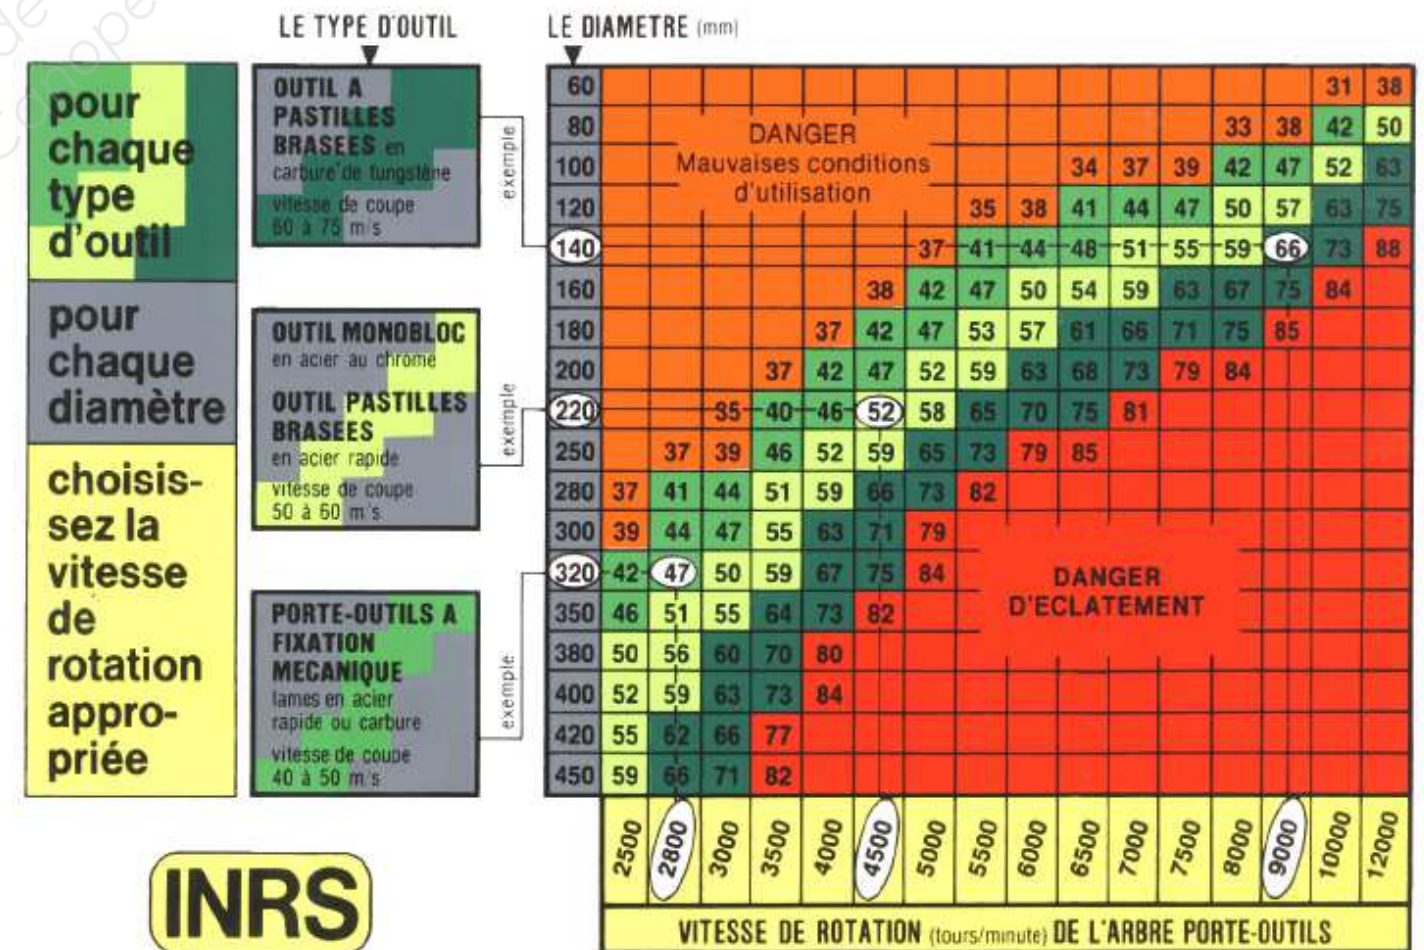 LE TYPE D'OUTIL
LE DIAMETRE (mm)
pour
chaque
type
d'outil
pour
chaque
diamètre
choisis-
sez la
vitesse
de
rotation
appro-
priée
OUTIL A
PASTILLES
BRASEES en
carbure de tungstène
vitesse de coupe
60 à 75 m/s
exemple
OUTIL MONOBLOC
en acier au chrome
OUTIL PASTILLES
BRASEES
en acier rapide
vitesse de coupe
50 à 60 m/s
exemple
PORTE-OUTILS A
FIXATION
MECANIQUE
lames en acier
rapide ou carbure
vitesse de coupe
40 à 50 m/s
exemple
60 31 38
80 33 38 42 50
DANGER
Mauvaises conditions
d'utilisation
100 34 37 39 42 47 52 63
120 35 38 41 44 47 50 57 63 75
140 37 41 44 48 51 55 59 66 73 88
160 38 42 47 50 54 59 63 67 75 84
180 37 42 47 53 57 61 66 71 75 85
200 37 42 47 52 59 63 68 73 79 84
220 35 40 46 52 58 65 70 75 81
250 37 39 46 52 59 65 73 79 85
280 37 41 44 51 59 66 73 82
300 39 44 47 55 63 71 79
320 42 47 50 59 67 75 84
DANGER
D'ECLATEMENT
350 46 51 55 64 73 82
380 50 56 60 70 80
400 52 59 63 73 84
420 55 62 66 77
450 59 66 71 82
2500 2800 3000 3500 4000 4500 5000 5500 6000 6500 7000 7500 8000 9000 10000 12000
VITESSE DE ROTATION (tours/minute) DE L'ARBRE PORTE-OUTILS
INRS